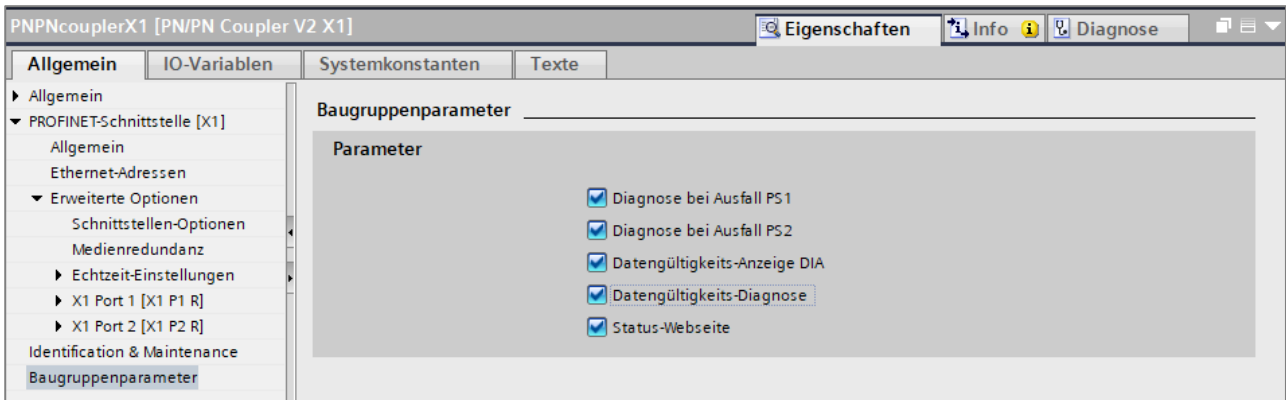 PNPNcouplerX1 [PN/PN Coupler V2 X1]
Eigenschaften
Info
Diagnose
Allgemein
IO-Variablen
Systemkonstanten
Texte
Allgemein
PROFINET-Schnittstelle [X1]
Allgemein
Ethernet-Adressen
Erweiterte Optionen
Schnittstellen-Optionen
Medienredundanz
Echtzeit-Einstellungen
X1 Port 1 [X1 P1 R]
X1 Port 2 [X1 P2 R]
Identification & Maintenance
Baugruppenparameter
Baugruppenparameter
Parameter
Diagnose bei Ausfall PS1
Diagnose bei Ausfall PS2
Datengültigkeits-Anzeige DIA
Datengültigkeits-Diagnose
Status-Webseite